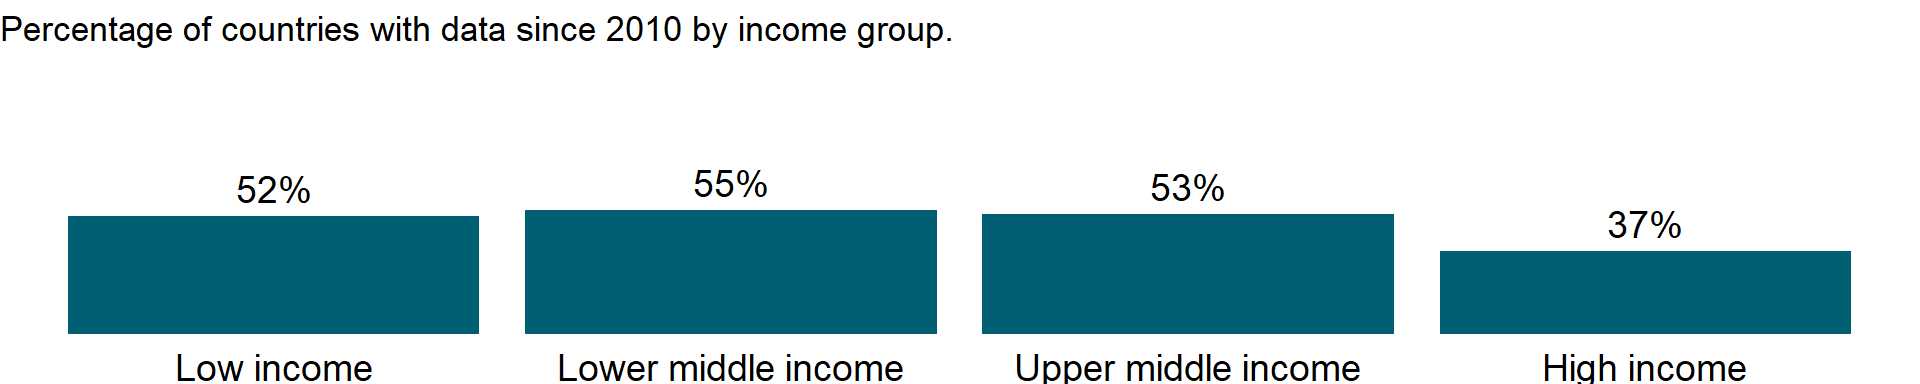 Percentage of countries with data since 2010 by income group.
52%
55%
53%
37%
Low income
Lower middle income
Upper middle income
High income